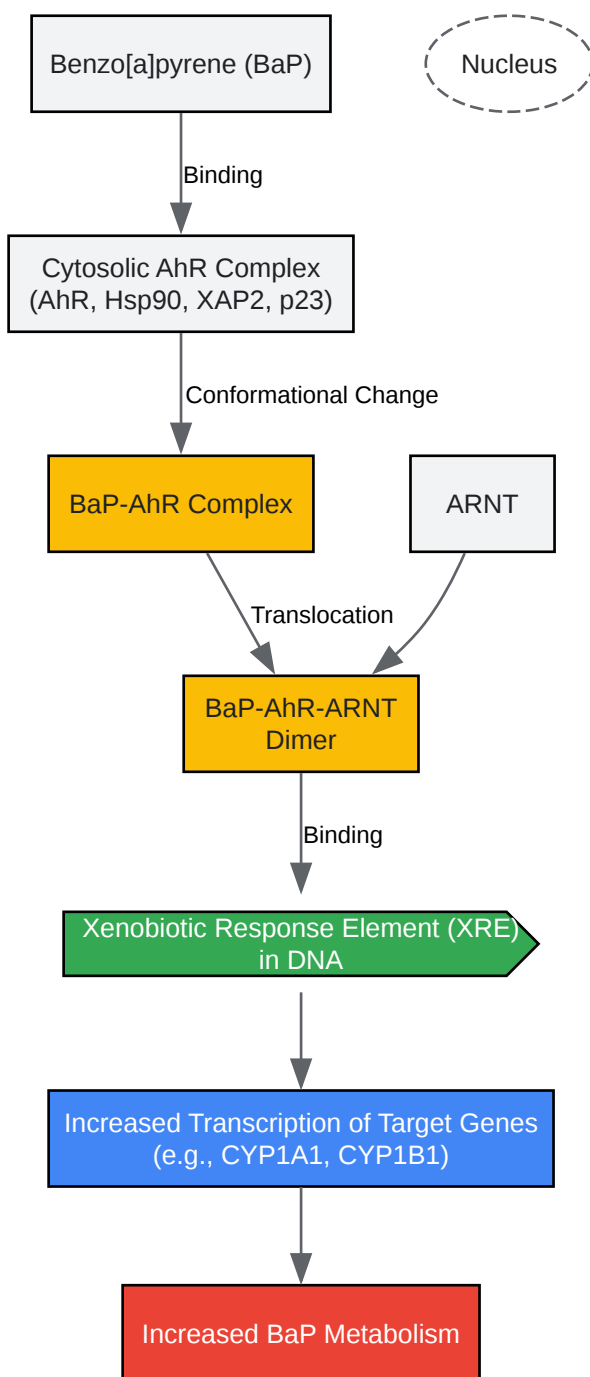 Benzo[a]pyrene (BaP)
Nucleus
Binding
Cytosolic AhR Complex
(AhR, Hsp90, XAP2, p23)
Conformational Change
BaP-AhR Complex
ARNT
Translocation
BaP-AhR-ARNT
Dimer
Binding
Xenobiotic Response Element (XRE)
in DNA
Increased Transcription of Target Genes
(e.g., CYP1A1, CYP1B1)
Increased BaP Metabolism